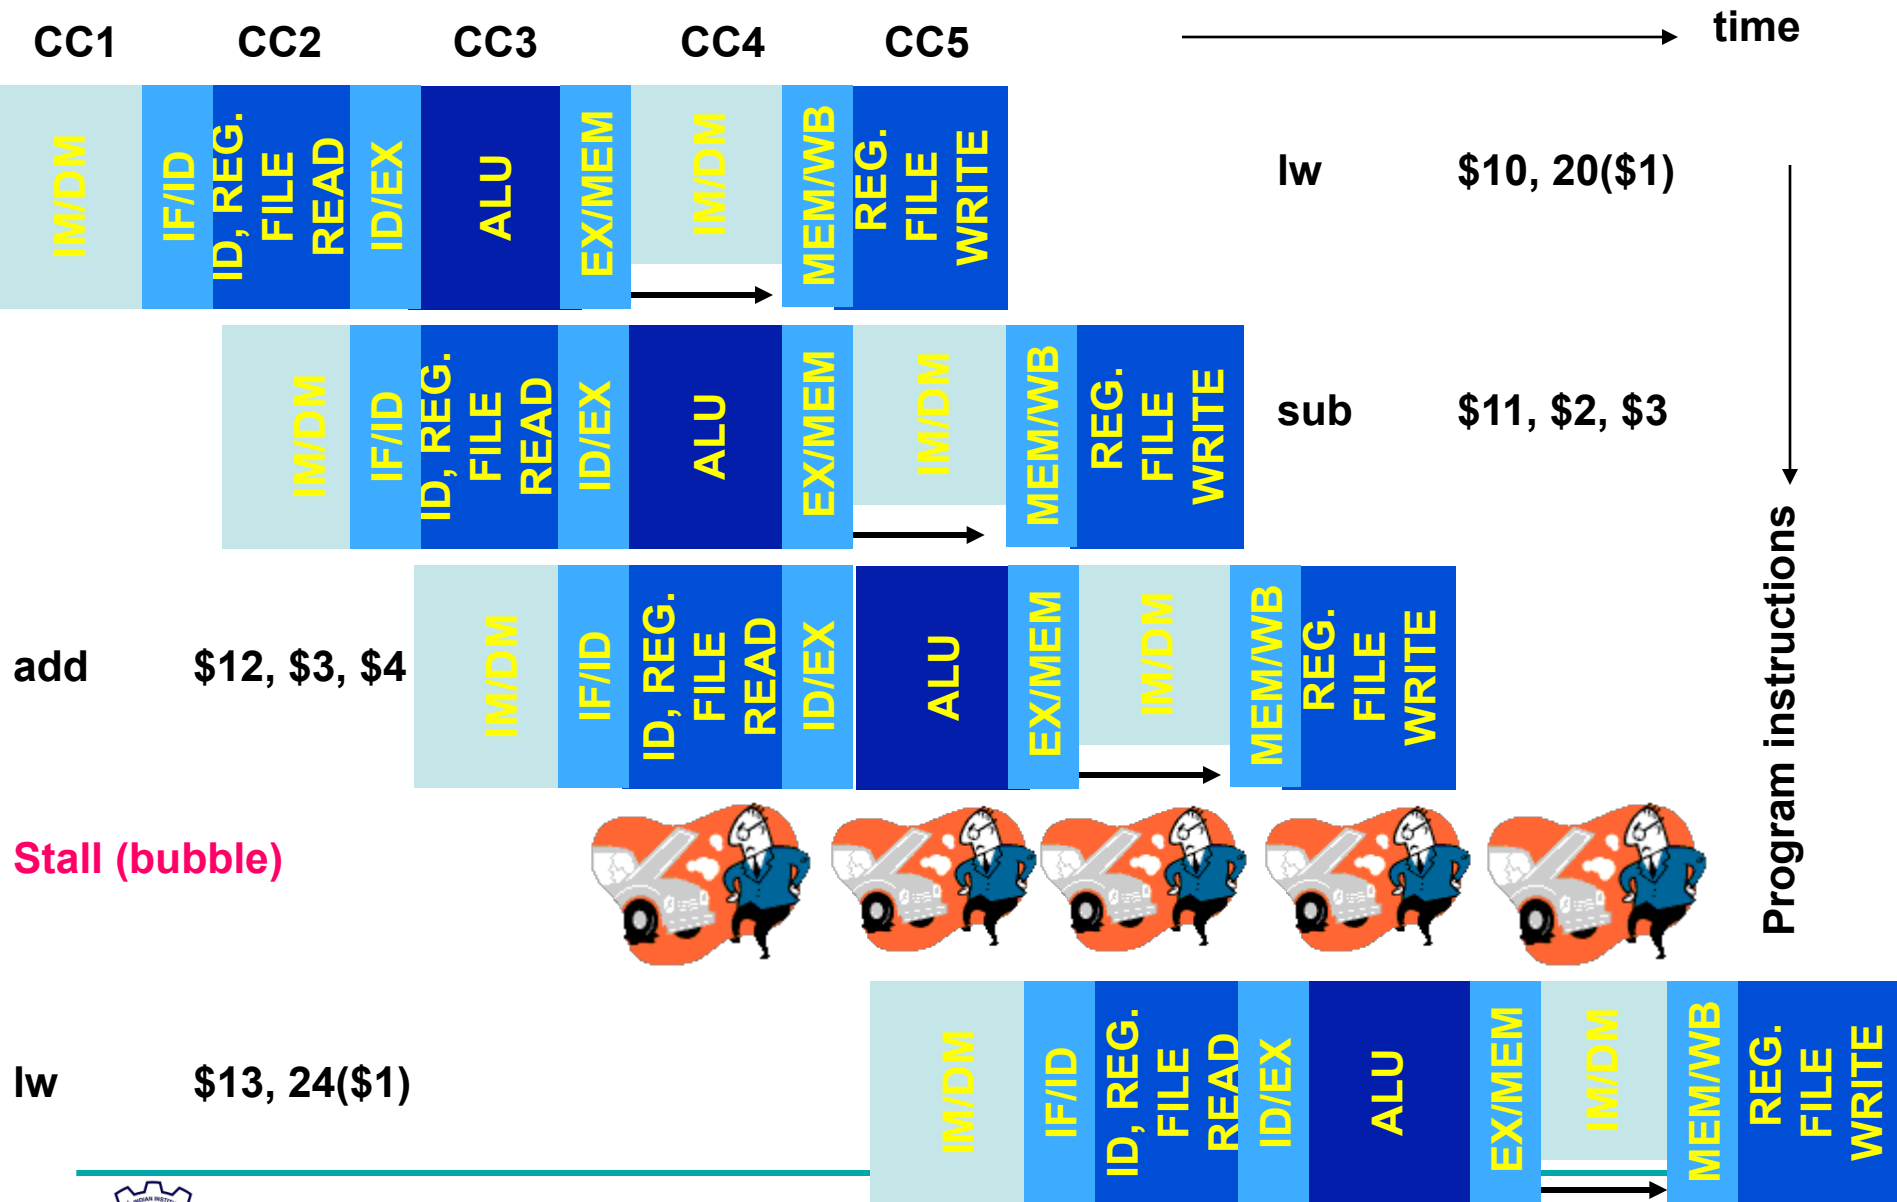 CC1 CC2 CC3 CC4 CC5 time
IM/DM
IF/ID
ID, REG.
FILE
READ
ID/EX
ALU
EX/MEM
IM/DM
MEM/WB
REG.
FILE
WRITE
lw $10, 20($1)
IM/DM
IF/ID
ID, REG.
FILE
READ
ID/EX
ALU
EX/MEM
IM/DM
MEM/WB
REG.
FILE
WRITE
sub $11, $2, $3
add $12, $3, $4
IM/DM
IF/ID
ID, REG.
FILE
READ
ID/EX
ALU
EX/MEM
IM/DM
MEM/WB
REG.
FILE
WRITE
Program instructions
Stall (bubble)
lw $13, 24($1)
IM/DM
IF/ID
ID, REG.
FILE
READ
ID/EX
ALU
EX/MEM
IM/DM
MEM/WB
REG.
FILE
WRITE
INDIAN